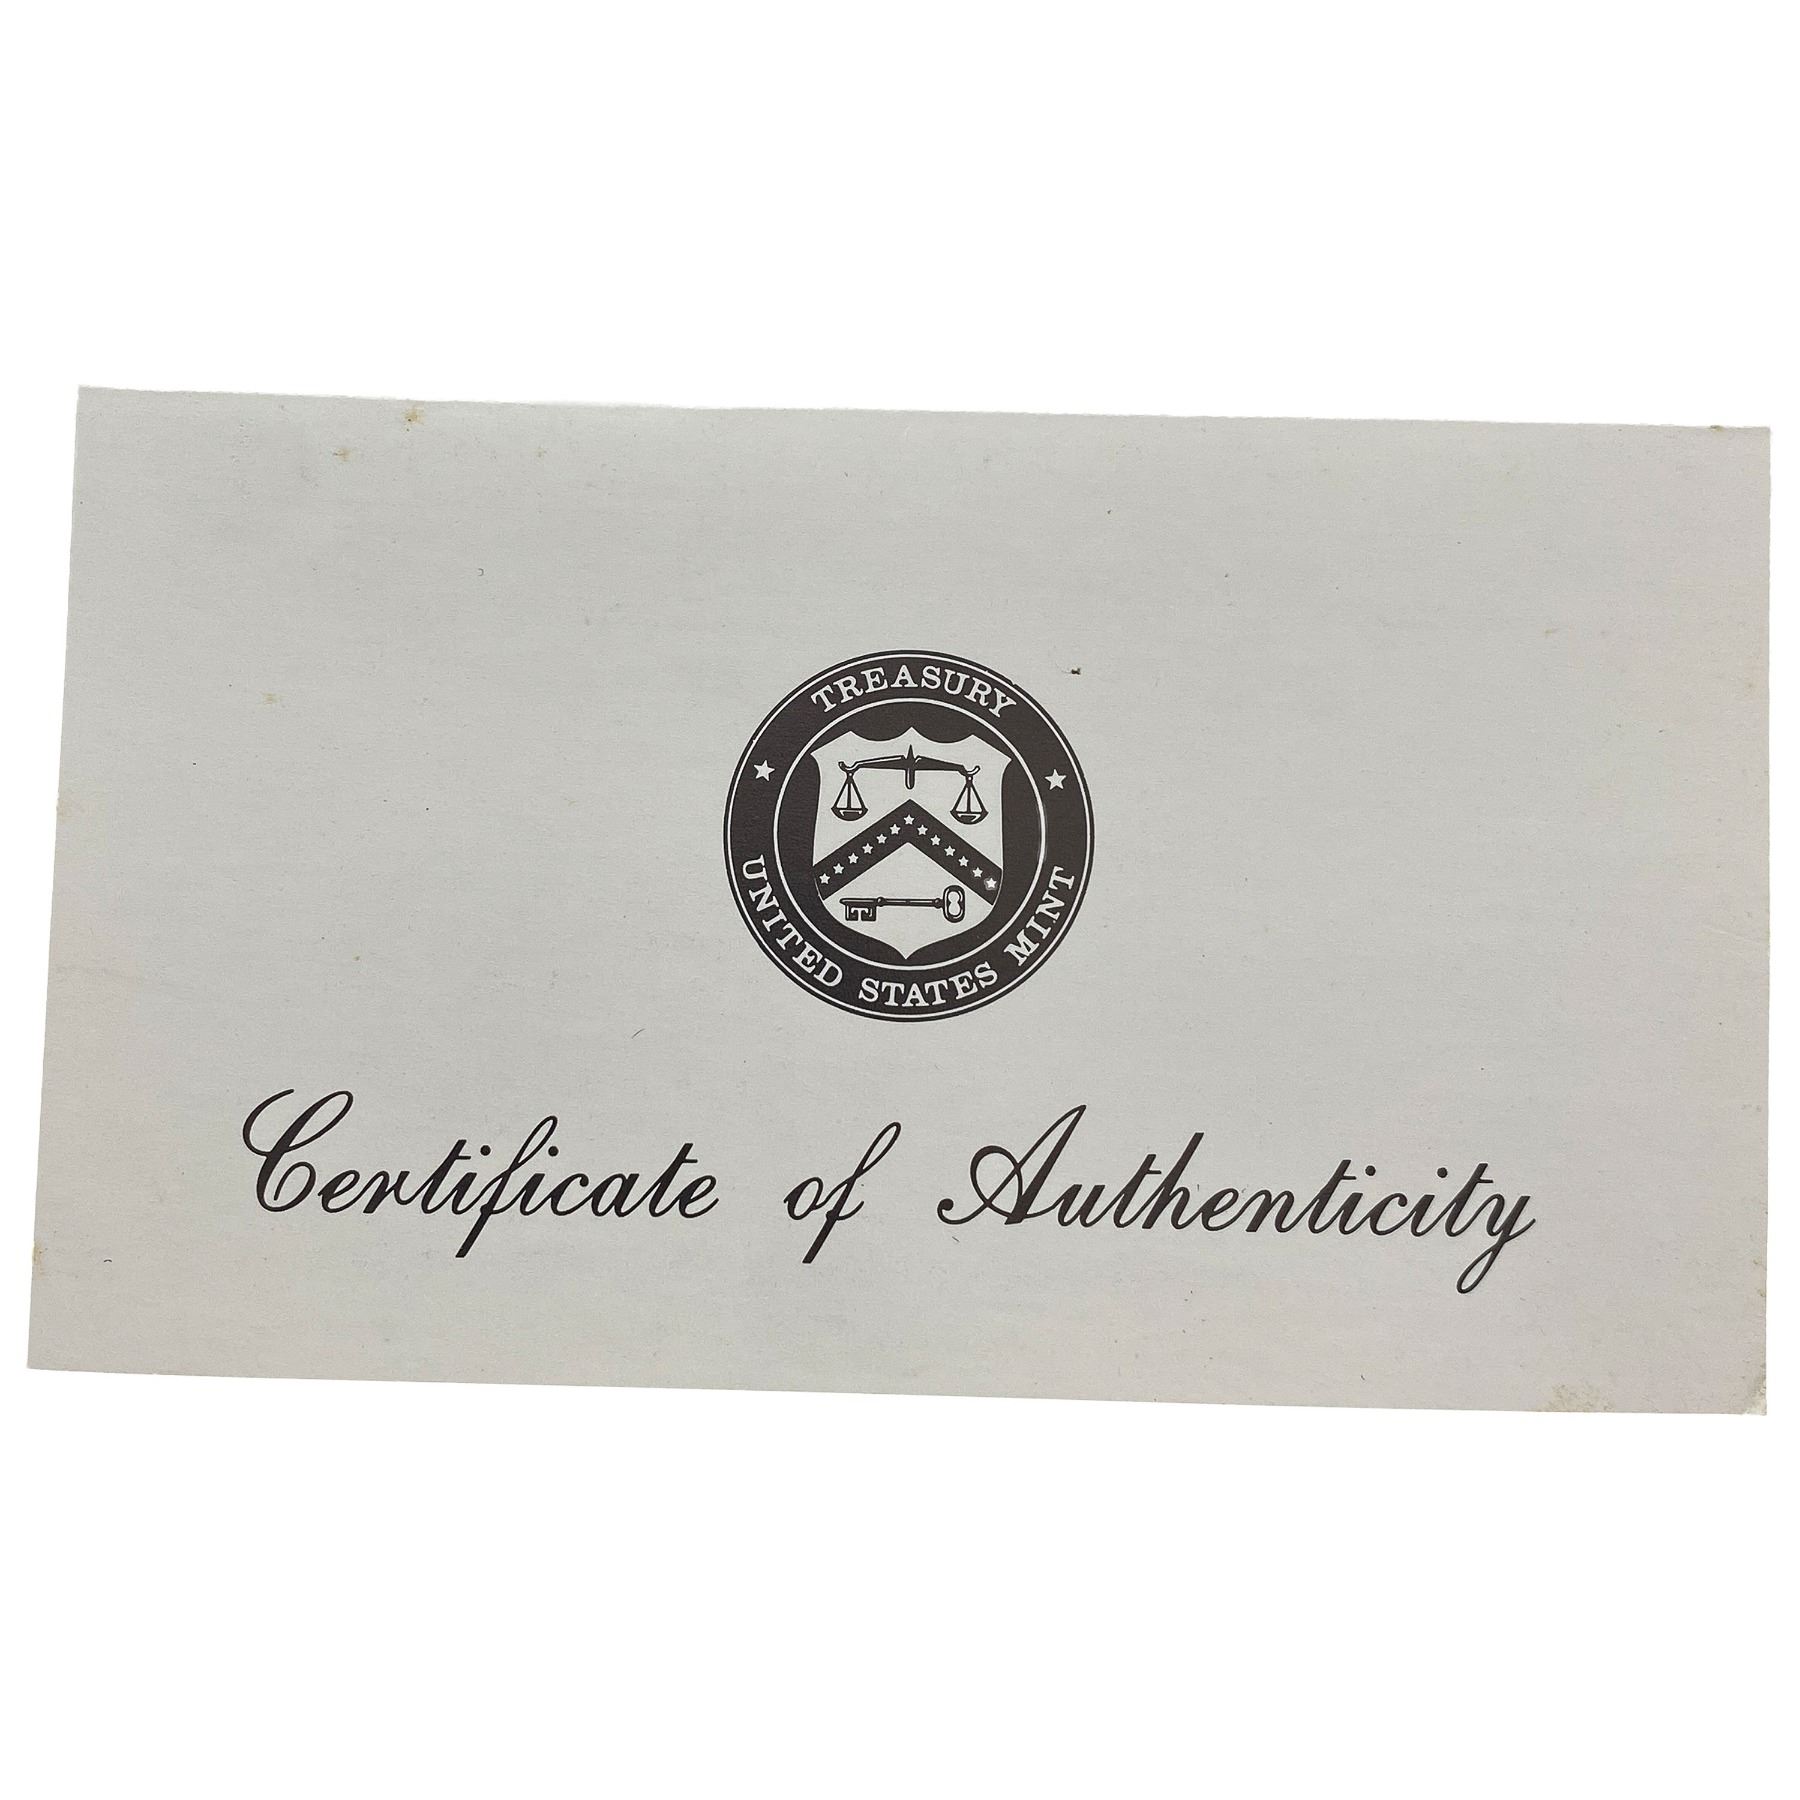 TREASURY
UNITED STATES MINT
Certificate of Authenticity